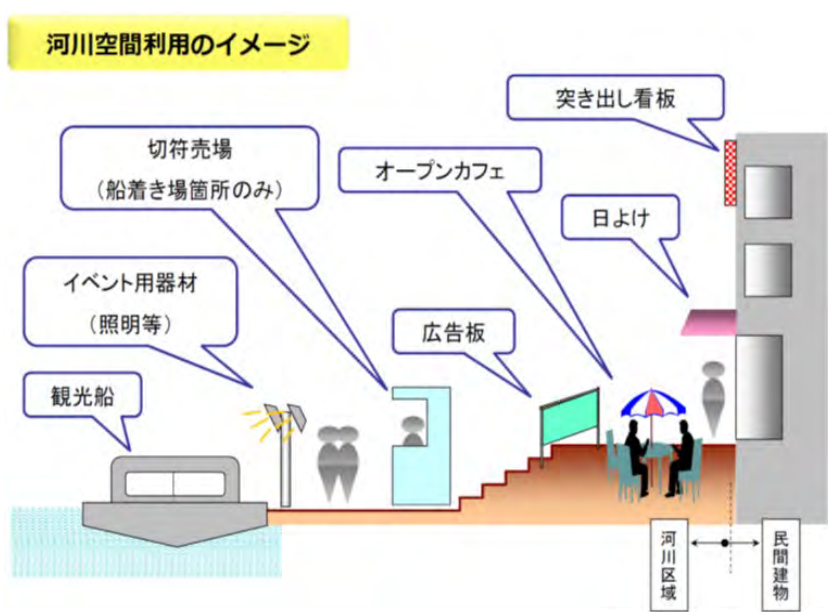 河川空間利用のイメージ
突き出し看板
切符売場
（船着き場箇所のみ）
オープンカフェ
日よけ
イベント用器材
（照明等）
広告板
観光船
河川区域
民間建物